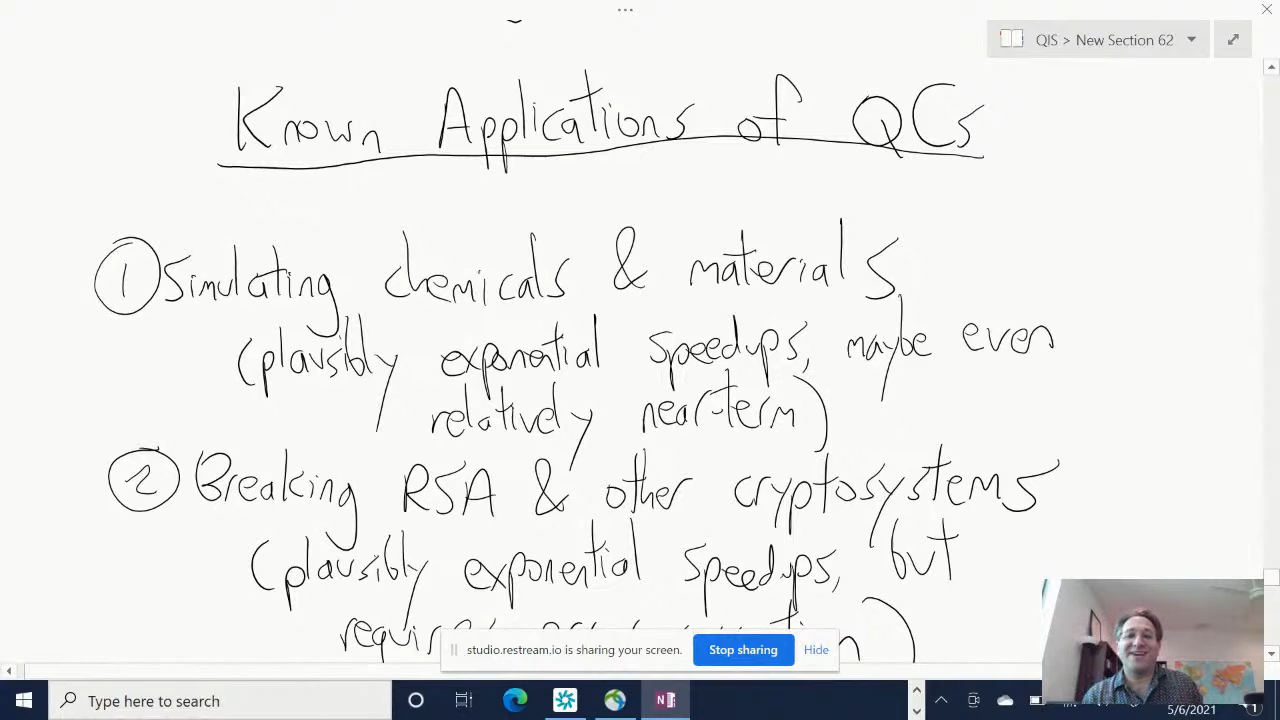 QIS > New Section 62
Known Applications of QCs
① Simulating chemicals & materials
(plausibly exponential speedups, maybe even
relatively near-term)
② Breaking RSA & other cryptosystems
(plausibly exponential speedups, but
studio.restream.io is sharing your screen.
Stop sharing
Hide
Type here to search
5/6/2021
1